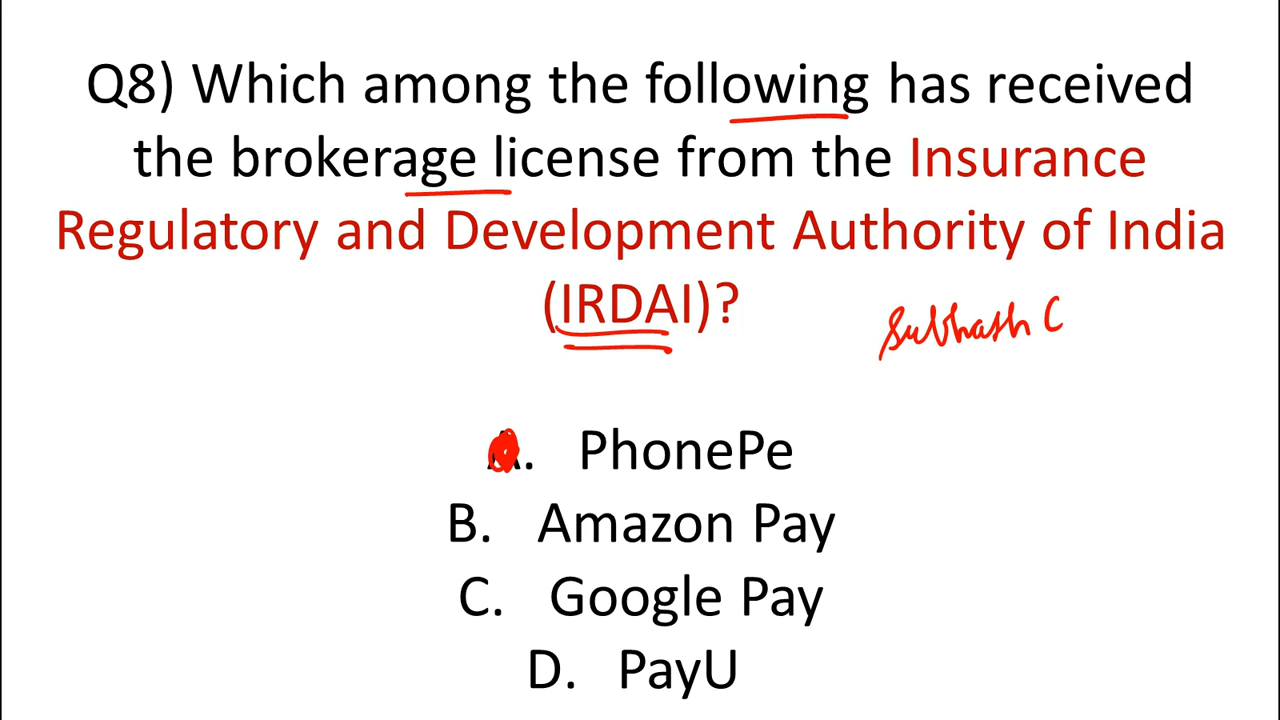 Q8) Which among the following has received
the brokerage license from the Insurance
Regulatory and Development Authority of India
(IRDAI)?
Subhash C
A. PhonePe
B. Amazon Pay
C. Google Pay
D. PayU